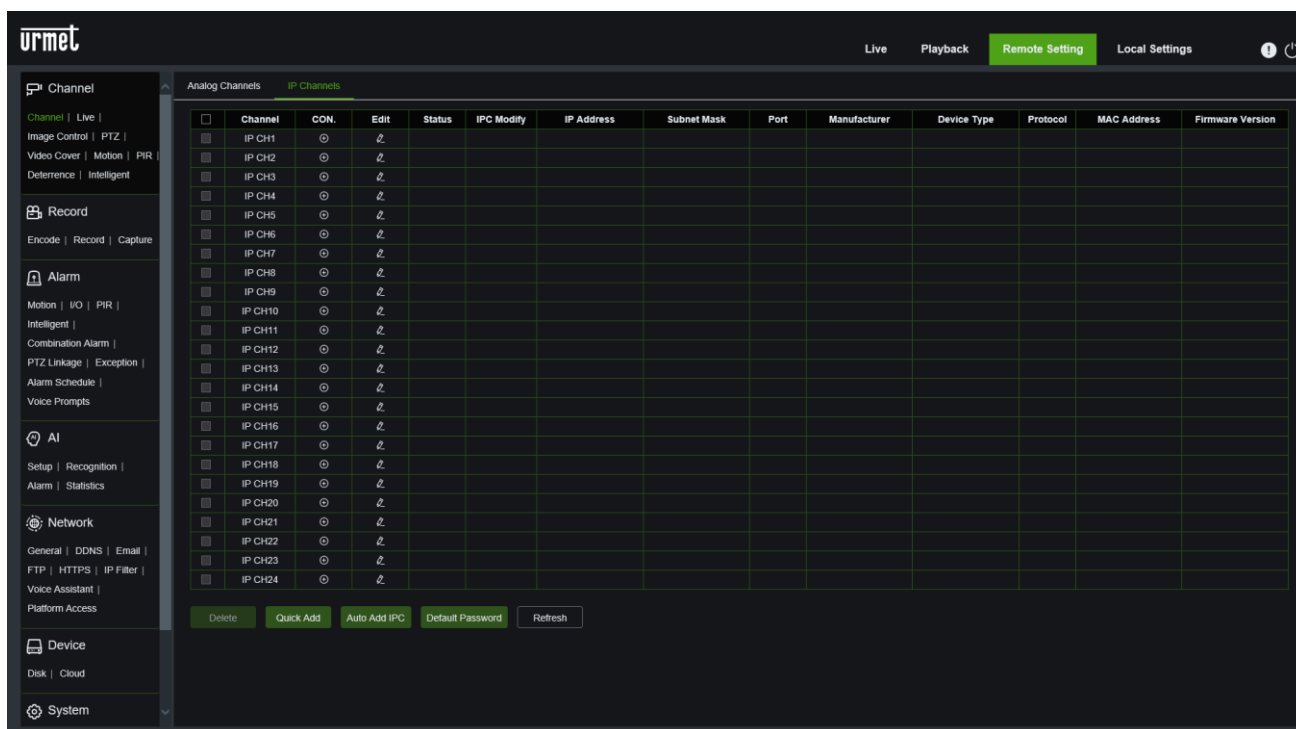 urmet
Live Playback Remote Setting Local Settings
Channel
Channel | Live |
Image Control | PTZ |
Video Cover | Motion | PIR |
Deterrence | Intelligent
Record
Encode | Record | Capture
Alarm
Motion | I/O | PIR |
Intelligent |
Combination Alarm |
PTZ Linkage | Exception |
Alarm Schedule |
Voice Prompts
AI
Setup | Recognition |
Alarm | Statistics
Network
General | DDNS | Email |
FTP | HTTPS | IP Filter |
Voice Assistant |
Platform Access
Device
Disk | Cloud
System
Analog Channels IP Channels
Channel CON. Edit Status IPC Modify IP Address Subnet Mask Port Manufacturer Device Type Protocol MAC Address Firmware Version
IP CH1
IP CH2
IP CH3
IP CH4
IP CH5
IP CH6
IP CH7
IP CH8
IP CH9
IP CH10
IP CH11
IP CH12
IP CH13
IP CH14
IP CH15
IP CH16
IP CH17
IP CH18
IP CH19
IP CH20
IP CH21
IP CH22
IP CH23
IP CH24
Delete Quick Add Auto Add IPC Default Password Refresh